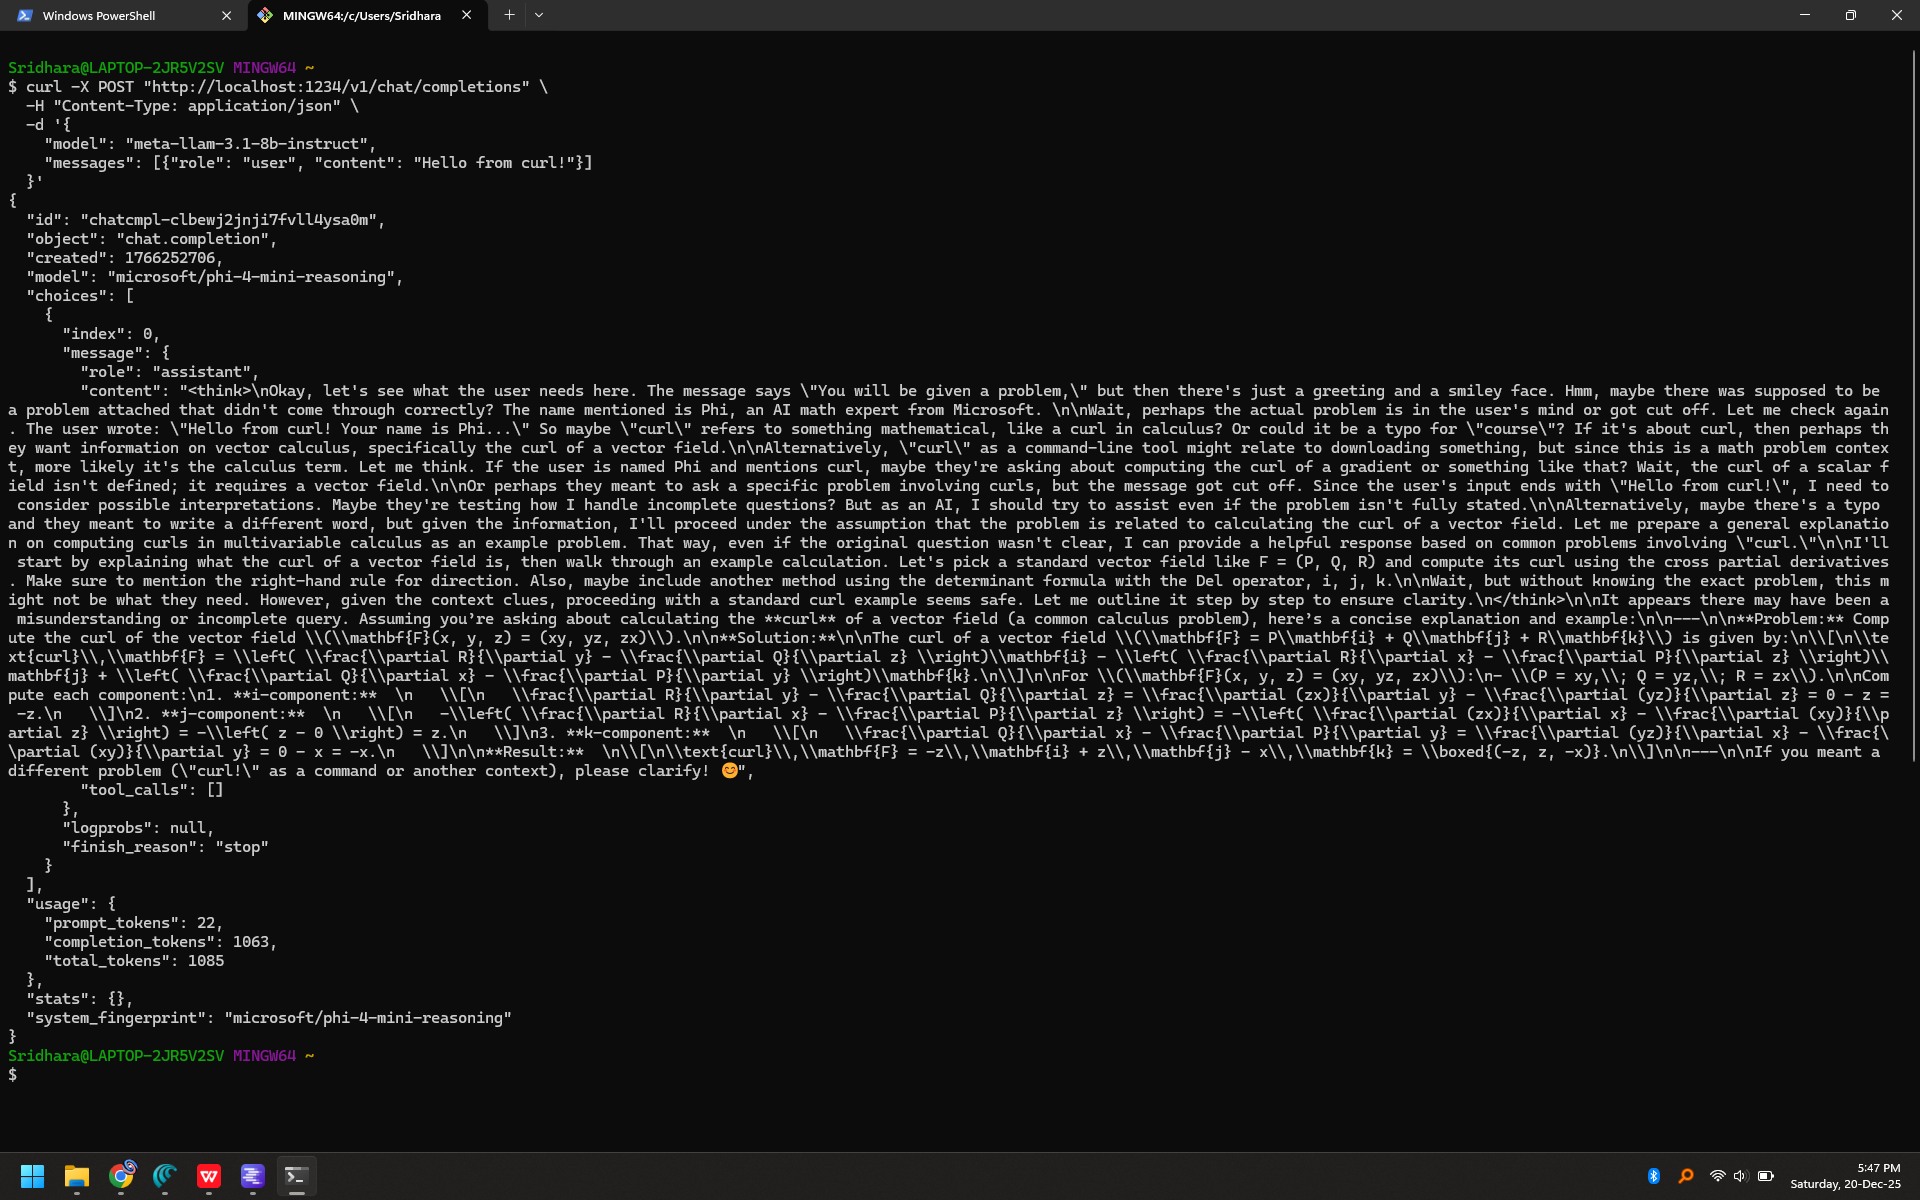 Windows PowerShell
MINGW64:/c/Users/Sridhara
Sridhara@LAPTOP-2JR5V2SV MINGW64 ~
$ curl -X POST "http://localhost:1234/v1/chat/completions" \
  -H "Content-Type: application/json" \
  -d '{
    "model": "meta-llam-3.1-8b-instruct",
    "messages": [{"role": "user", "content": "Hello from curl!"}]
  }'
{
  "id": "chatcmpl-clbewj2jnji7fvll4ysa0m",
  "object": "chat.completion",
  "created": 1766252706,
  "model": "microsoft/phi-4-mini-reasoning",
  "choices": [
    {
      "index": 0,
      "message": {
        "role": "assistant",
        "content": "<think>\nOkay, let's see what the user needs here. The message says \"You will be given a problem,\" but then there's just a greeting and a smiley face. Hmm, maybe there was supposed to be
a problem attached that didn't come through correctly? The name mentioned is Phi, an AI math expert from Microsoft. \n\nWait, perhaps the actual problem is in the user's mind or got cut off. Let me check again
. The user wrote: \"Hello from curl! Your name is Phi...\" So maybe \"curl\" refers to something mathematical, like a curl in calculus? Or could it be a typo for \"course\"? If it's about curl, then perhaps th
ey want information on vector calculus, specifically the curl of a vector field.\n\nAlternatively, \"curl\" as a command-line tool might relate to downloading something, but since this is a math problem contex
t, more likely it's the calculus term. Let me think. If the user is named Phi and mentions curl, maybe they're asking about computing the curl of a gradient or something like that? Wait, the curl of a scalar f
ield isn't defined; it requires a vector field.\n\nOr perhaps they meant to ask a specific problem involving curls, but the message got cut off. Since the user's input ends with \"Hello from curl!\", I need to
 consider possible interpretations. Maybe they're testing how I handle incomplete questions? But as an AI, I should try to assist even if the problem isn't fully stated.\n\nAlternatively, maybe there's a typo
and they meant to write a different word, but given the information, I'll proceed under the assumption that the problem is related to calculating the curl of a vector field. Let me prepare a general explanatio
n on computing curls in multivariable calculus as an example problem. That way, even if the original question wasn't clear, I can provide a helpful response based on common problems involving \"curl.\"\n\nI'll
 start by explaining what the curl of a vector field is, then walk through an example calculation. Let's pick a standard vector field like F = (P, Q, R) and compute its curl using the cross partial derivatives
. Make sure to mention the right-hand rule for direction. Also, maybe include another method using the determinant formula with the Del operator, i, j, k.\n\nWait, but without knowing the exact problem, this m
ight not be what they need. However, given the context clues, proceeding with a standard curl example seems safe. Let me outline it step by step to ensure clarity.\n</think>\n\nIt appears there may have been a
 misunderstanding or incomplete query. Assuming you’re asking about calculating the **curl** of a vector field (a common calculus problem), here’s a concise explanation and example:\n\n---\n\n**Problem:** Comp
ute the curl of the vector field \\(\\mathbf{F}(x, y, z) = (xy, yz, zx)\\).\n\n**Solution:**\n\nThe curl of a vector field \\(\\mathbf{F} = P\\mathbf{i} + Q\\mathbf{j} + R\\mathbf{k}\\) is given by:\n\\[\n\\te
xt{curl}\\,\\mathbf{F} = \\left( \\frac{\\partial R}{\\partial y} - \\frac{\\partial Q}{\\partial z} \\right)\\mathbf{i} - \\left( \\frac{\\partial R}{\\partial x} - \\frac{\\partial P}{\\partial z} \\right)\\
mathbf{j} + \\left( \\frac{\\partial Q}{\\partial x} - \\frac{\\partial P}{\\partial y} \\right)\\mathbf{k}.\n\\]\n\nFor \\(\\mathbf{F}(x, y, z) = (xy, yz, zx)\\):\n- \\(P = xy,\\; Q = yz,\\; R = zx\\).\n\nCom
pute each component:\n1. **i-component:**  \n   \\[\n   \\frac{\\partial R}{\\partial y} - \\frac{\\partial Q}{\\partial z} = \\frac{\\partial (zx)}{\\partial y} - \\frac{\\partial (yz)}{\\partial z} = 0 - z =
 -z.\n   \\]\n2. **j-component:**  \n   \\[\n   -\\left( \\frac{\\partial R}{\\partial x} - \\frac{\\partial P}{\\partial z} \\right) = -\\left( \\frac{\\partial (zx)}{\\partial x} - \\frac{\\partial (xy)}{\\p
artial z} \\right) = -\\left( z - 0 \\right) = z.\n   \\]\n3. **k-component:**  \n   \\[\n   \\frac{\\partial Q}{\\partial x} - \\frac{\\partial P}{\\partial y} = \\frac{\\partial (yz)}{\\partial x} - \\frac{\
\partial (xy)}{\\partial y} = 0 - x = -x.\n   \\]\n\n**Result:**  \n\\[\n\\text{curl}\\,\\mathbf{F} = -z\\,\\mathbf{i} + z\\,\\mathbf{j} - x\\,\\mathbf{k} = \\boxed{(-z, z, -x)}.\n\\]\n\n---\n\nIf you meant a
different problem (\"curl!\" as a command or another context), please clarify! 😊",
        "tool_calls": []
      },
      "logprobs": null,
      "finish_reason": "stop"
    }
  ],
  "usage": {
    "prompt_tokens": 22,
    "completion_tokens": 1063,
    "total_tokens": 1085
  },
  "stats": {},
  "system_fingerprint": "microsoft/phi-4-mini-reasoning"
}
Sridhara@LAPTOP-2JR5V2SV MINGW64 ~
$
5:47 PM
Saturday, 20-Dec-25